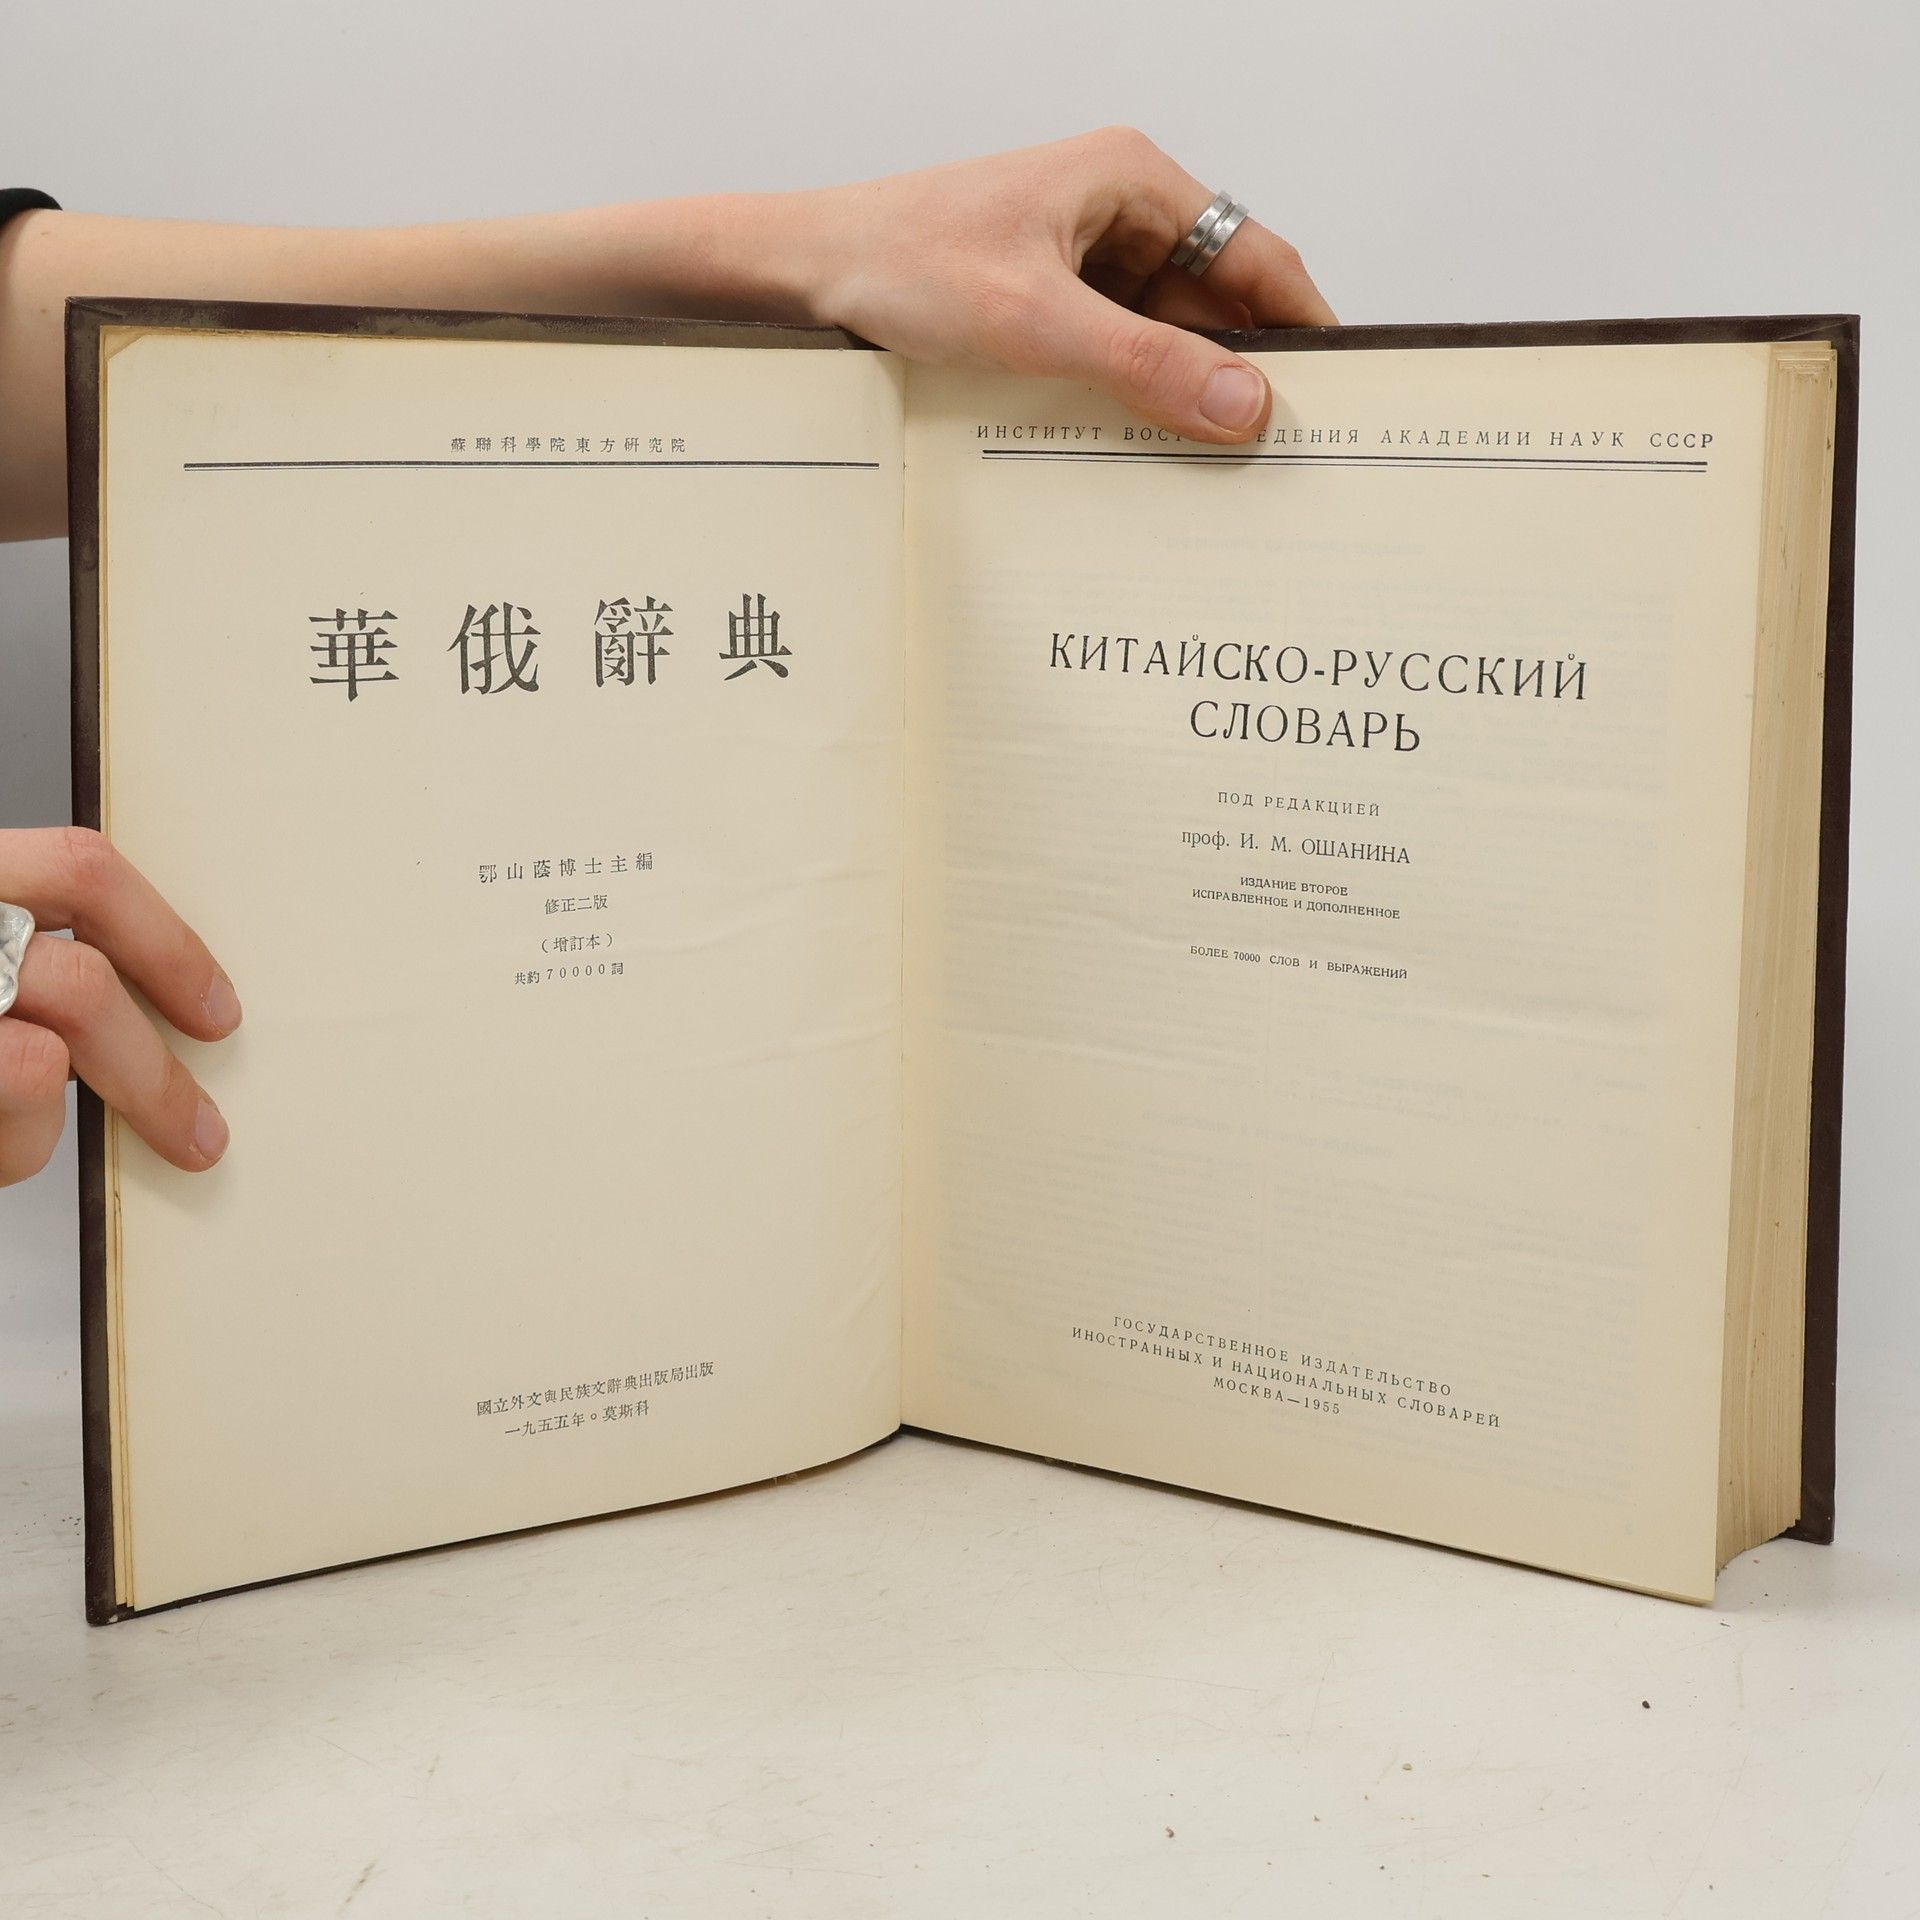 蘇聯科學院東方研究院
華俄辭典
鄂山蔭博士主編
修正二版
（增訂本）
共約70000詞
國立外文與民族文辭典出版局出版
一九五五年。莫斯科
ИНСТИТУТ ВОСТ ЕДЕНИЯ АКАДЕМИИ НАУК СССР
КИТАЙСКО-РУССКИЙ
СЛОВАРЬ
ПОД РЕДАКЦИЕЙ
проф. И. М. ОШАНИНА
ИЗДАНИЕ ВТОРОЕ
ИСПРАВЛЕННОЕ И ДОПОЛНЕННОЕ
БОЛЕЕ 70000 СЛОВ И ВЫРАЖЕНИЙ
ГОСУДАРСТВЕННОЕ ИЗДАТЕЛЬСТВО
ИНОСТРАННЫХ И НАЦИОНАЛЬНЫХ СЛОВАРЕЙ
МОСКВА—1955